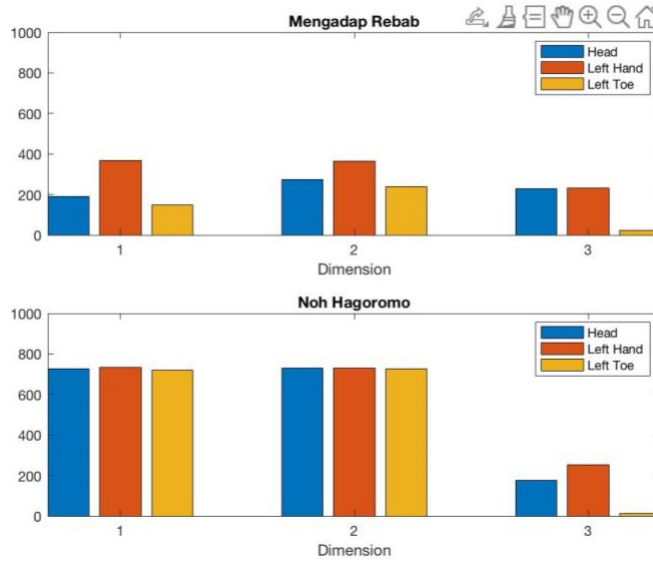 Mengadap Rebab
1000
800
600
400
200
0
Head
Left Hand
Left Toe
1 2 3
Dimension
Noh Hagoromo
1000
800
600
400
200
0
Head
Left Hand
Left Toe
1 2 3
Dimension